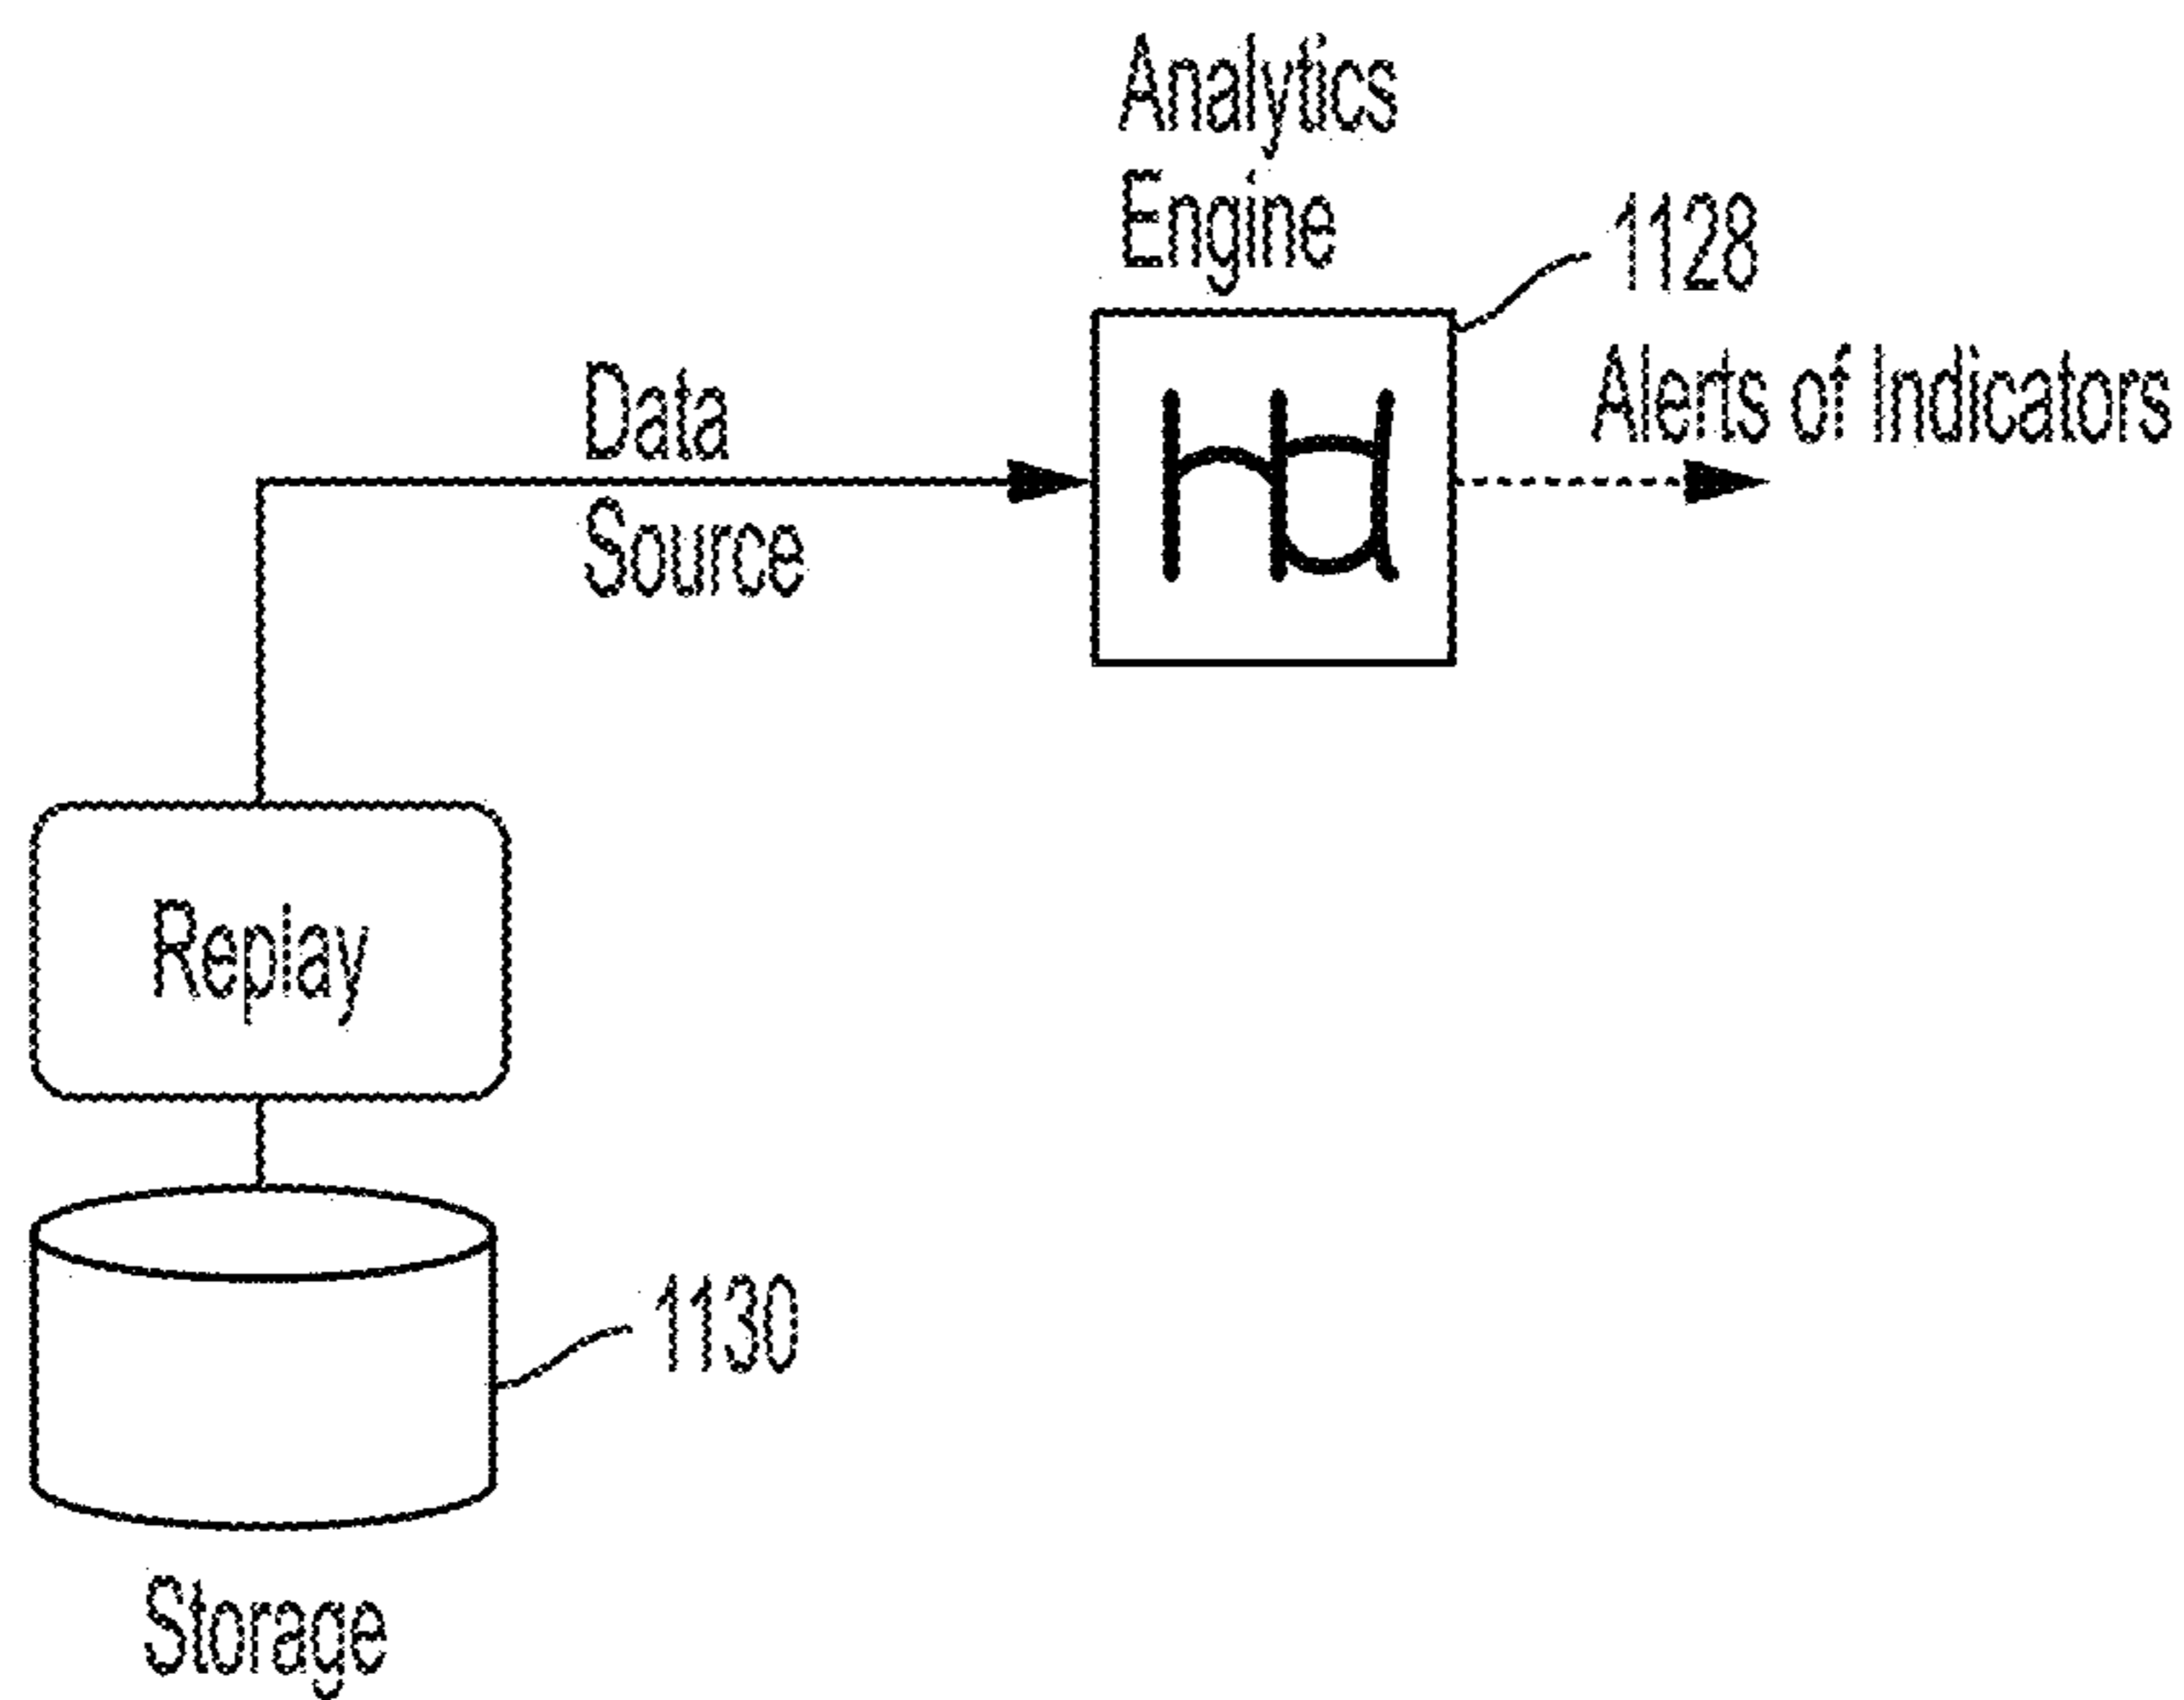 Analytics
Engine
1128
Data
Source
Alerts of Indicators
Replay
1130
Storage